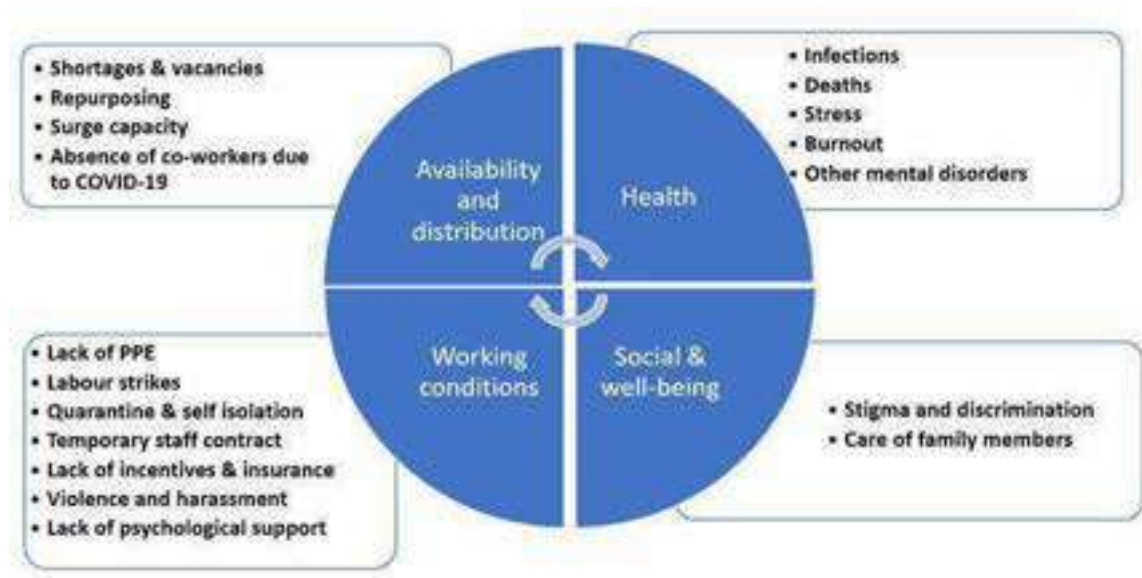 • Shortages & vacancies
• Repurposing
• Surge capacity
• Absence of co-workers due
to COVID-19
Availability
and
distribution
Health
• Infections
• Deaths
• Stress
• Burnout
• Other mental disorders
• Lack of PPE
• Labour strikes
• Quarantine & self isolation
• Temporary staff contract
• Lack of incentives & insurance
• Violence and harassment
• Lack of psychological support
Working
conditions
Social &
well-being
• Stigma and discrimination
• Care of family members